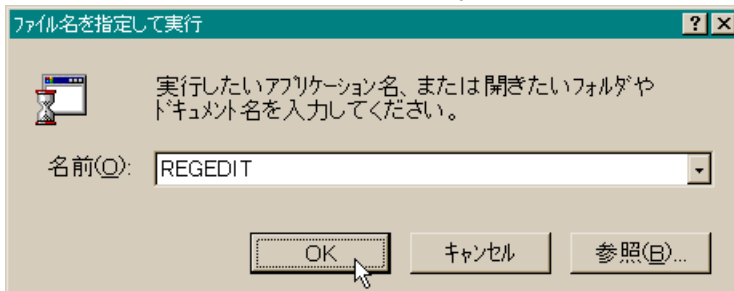 ﾌｧｲﾙ名を指定して実行
実行したいｱﾌﾟﾘｹｰｼｮﾝ名、または開きたいﾌｫﾙﾀﾞや
ﾄﾞｷｭﾒﾝﾄ名を入力してください。
名前(O): REGEDIT
OK ｷｬﾝｾﾙ 参照(B)...